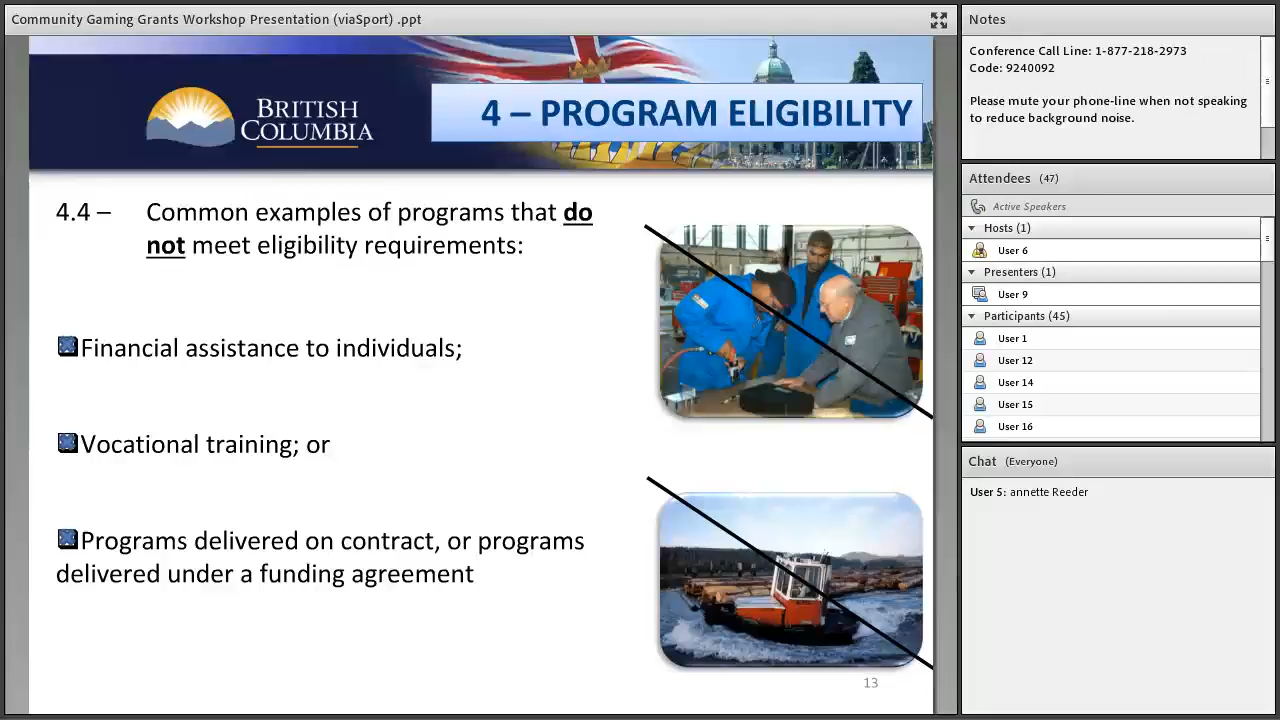 Community Gaming Grants Workshop Presentation (viaSport) .ppt
BRITISH
COLUMBIA
4 – PROGRAM ELIGIBILITY
4.4 – Common examples of programs that do
not meet eligibility requirements:
Financial assistance to individuals;
Vocational training; or
Programs delivered on contract, or programs
delivered under a funding agreement
13
Notes
Conference Call Line: 1-877-218-2973
Code: 9240092
Please mute your phone-line when not speaking
to reduce background noise.
Attendees (47)
Active Speakers
Hosts (1)
User 6
Presenters (1)
User 9
Participants (45)
User 1
User 12
User 14
User 15
User 16
Chat (Everyone)
User 5: annette Reeder